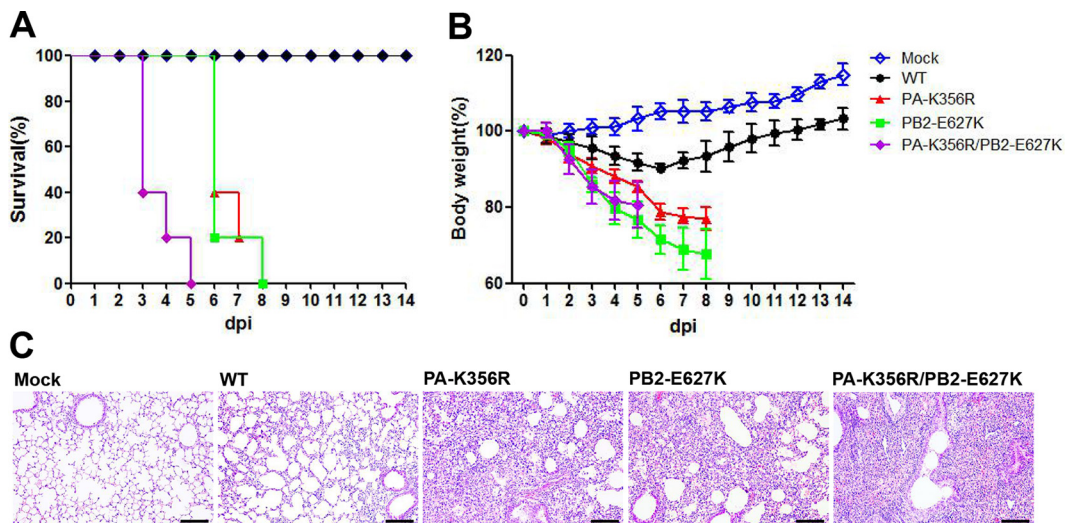 A
Survival(%)
100
80
60
40
20
0
0 1 2 3 4 5 6 7 8 9 10 11 12 13 14
dpi
B
Body weight(%)
120
100
80
60
0 1 2 3 4 5 6 7 8 9 10 11 12 13 14
dpi
Mock
WT
PA-K356R
PB2-E627K
PA-K356R/PB2-E627K
C
Mock
WT
PA-K356R
PB2-E627K
PA-K356R/PB2-E627K